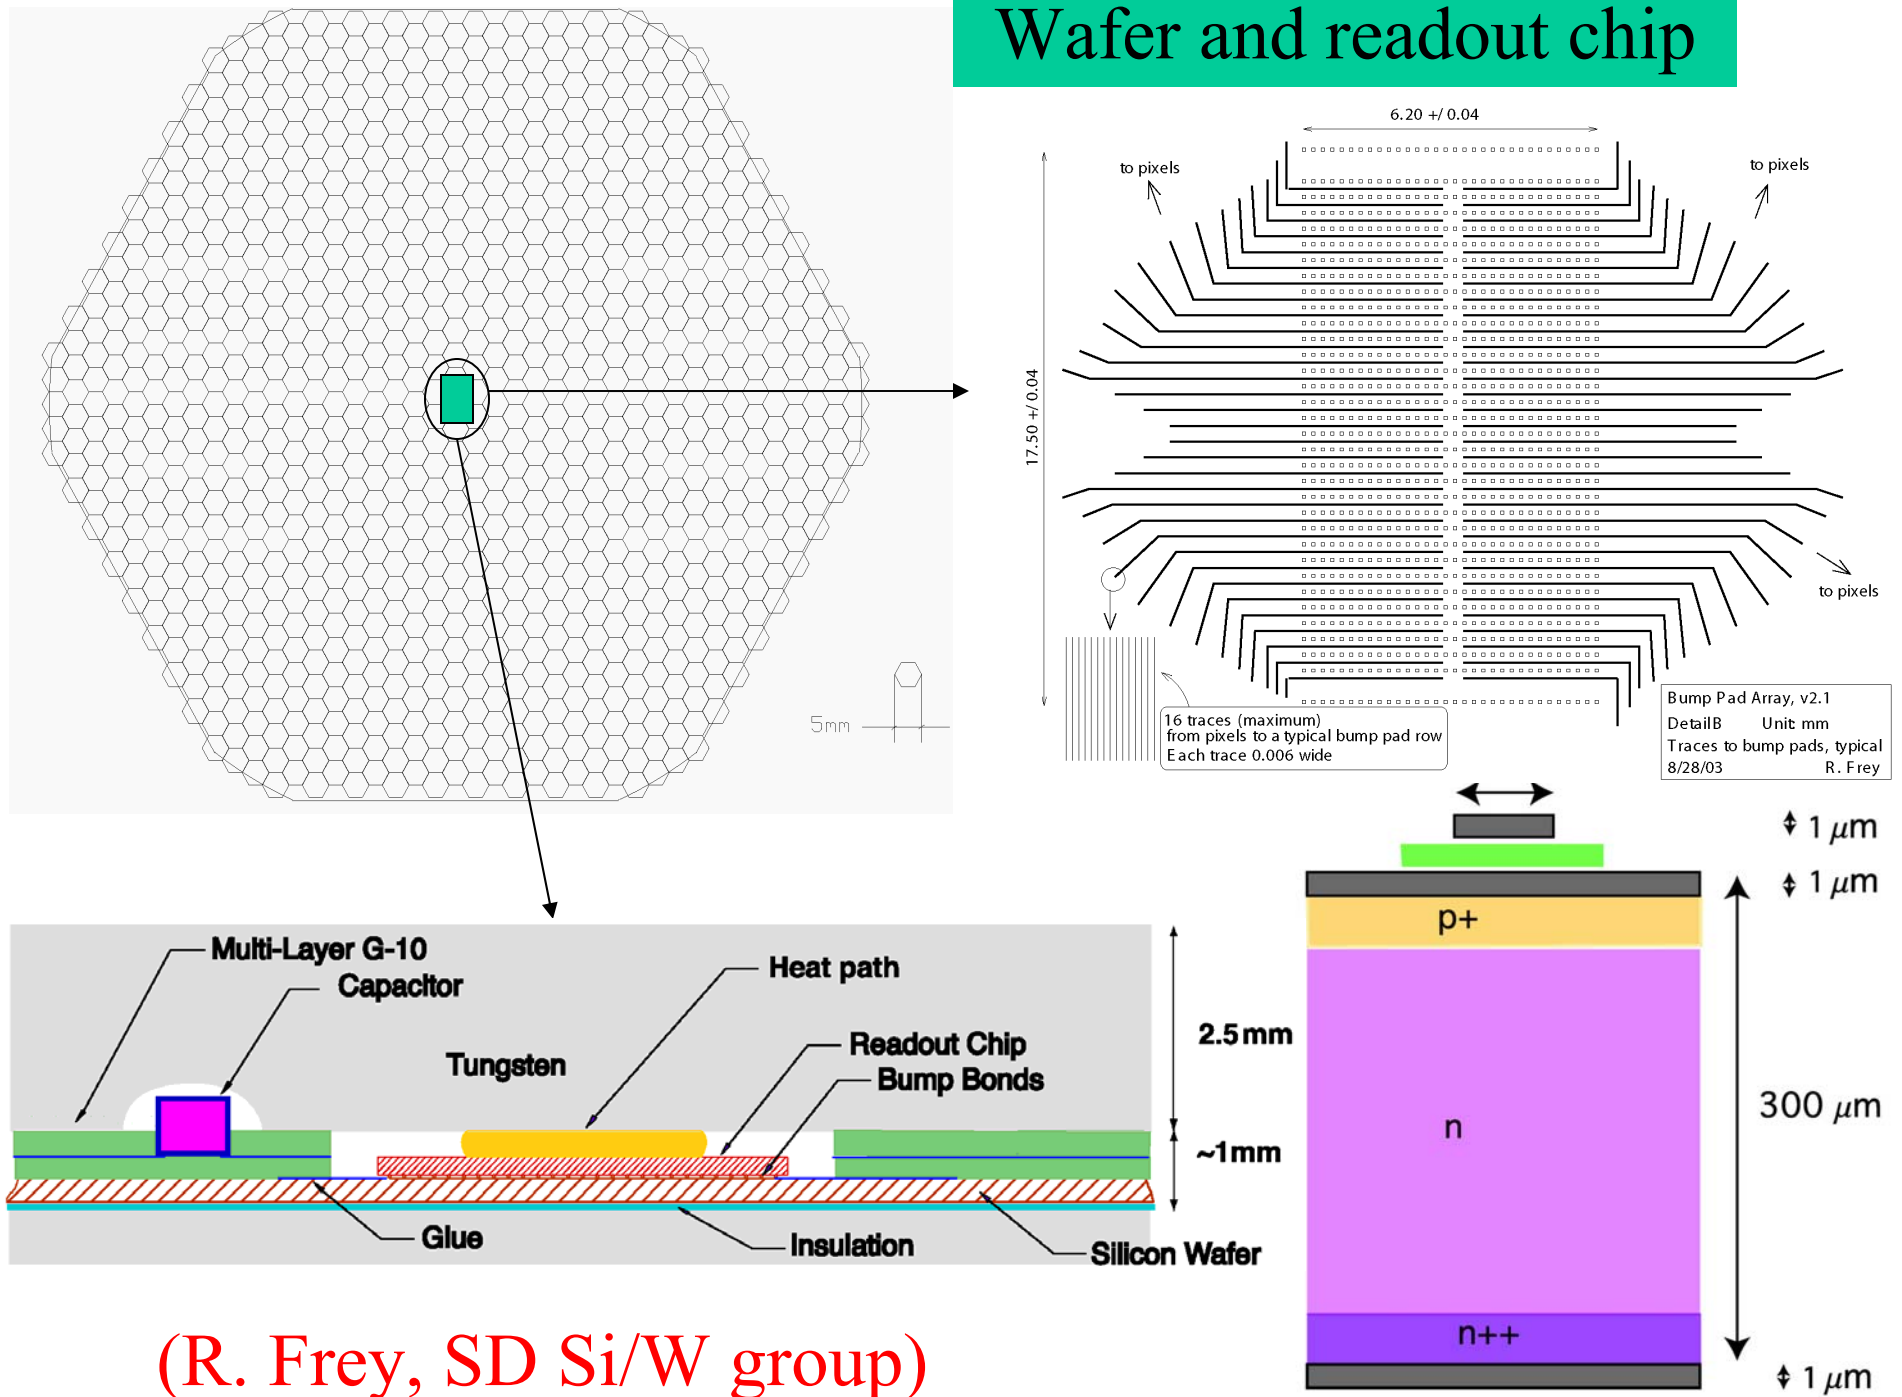 Wafer and readout chip
6.20 +/ 0.04
to pixels
to pixels
17.50 +/ 0.04
to pixels
5mm
16 traces (maximum)
from pixels to a typical bump pad row
Each trace 0.006 wide
Bump Pad Array, v2.1
DetailB Unit: mm
Traces to bump pads, typical
8/28/03 R. Frey
1 μm
1 μm
p+
Multi-Layer G-10
Capacitor
Heat path
Readout Chip
Bump Bonds
Tungsten
2.5mm
~1mm
300 μm
n
Glue
Insulation
Silicon Wafer
n++
1 μm
(R. Frey, SD Si/W group)